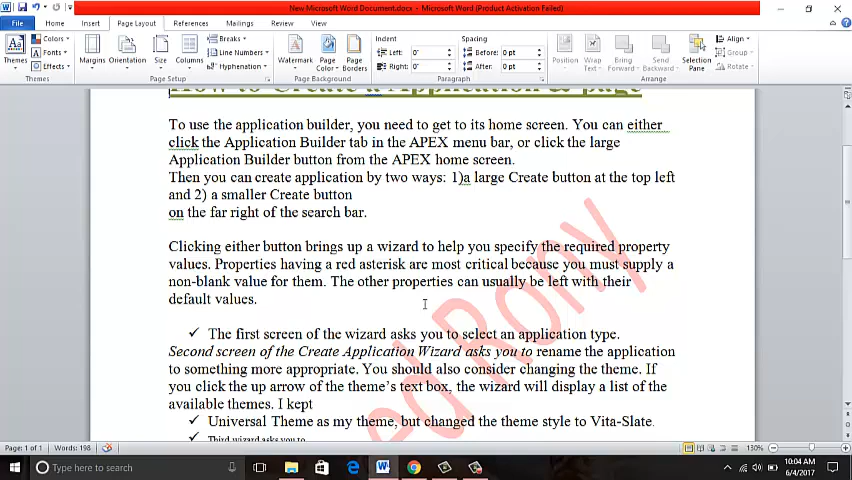 New Microsoft Word Document.docx - Microsoft Word (Product Activation Failed)
File Home Insert Page Layout References Mailings Review View
Themes
Colors
Fonts
Effects
Themes
Margins Orientation Size Columns
Breaks
Line Numbers
Hyphenation
Page Setup
Watermark Page Color Page Borders
Page Background
Indent
Left: 0"
Right: 0"
Spacing
Before: 0 pt
After: 0 pt
Paragraph
Position Wrap Text Bring Forward Send Backward Selection Pane
Align
Group
Rotate
Arrange
How to Create a Application & page
To use the application builder, you need to get to its home screen. You can either
click the Application Builder tab in the APEX menu bar, or click the large
Application Builder button from the APEX home screen.
Then you can create application by two ways: 1)a large Create button at the top left
and 2) a smaller Create button
on the far right of the search bar.
Clicking either button brings up a wizard to help you specify the required property
values. Properties having a red asterisk are most critical because you must supply a
non-blank value for them. The other properties can usually be left with their
default values.
✓ The first screen of the wizard asks you to select an application type.
Second screen of the Create Application Wizard asks you to rename the application
to something more appropriate. You should also consider changing the theme. If
you click the up arrow of the theme's text box, the wizard will display a list of the
available themes. I kept
✓ Universal Theme as my theme, but changed the theme style to Vita-Slate.
✓ Third wizard asks you to
ed Rony
Page: 1 of 1 Words: 198 130%
Type here to search
10:04 AM
6/4/2017